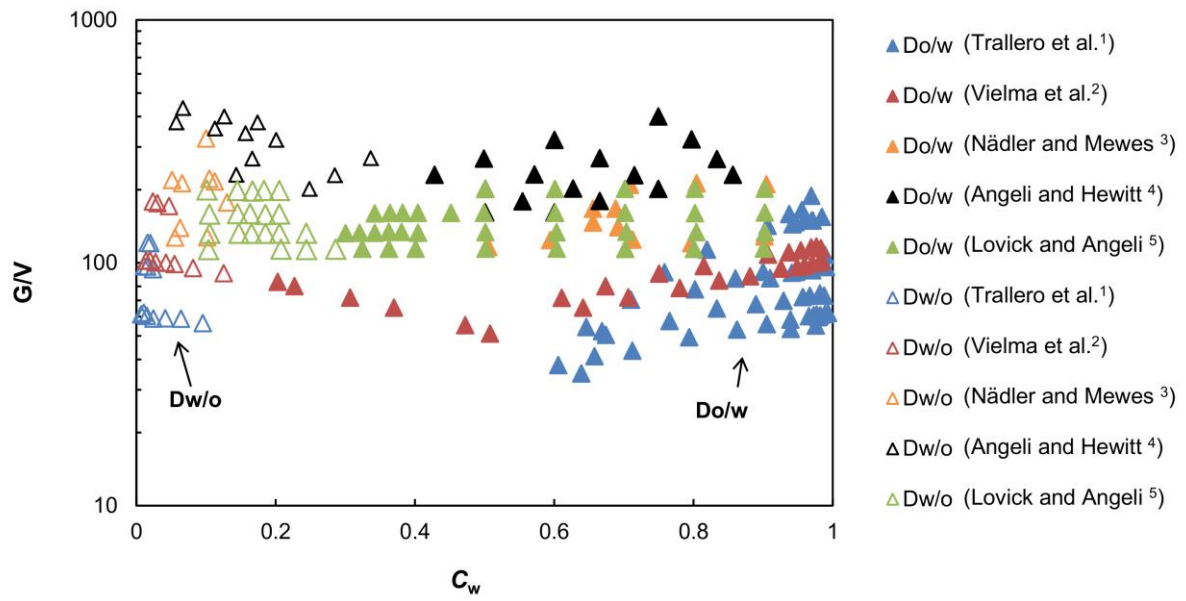 1000
100
10
G/V
0
0.2
0.4
0.6
0.8
1
C_w
Dw/o
Do/w
Do/w (Trallero et al.¹)
Do/w (Vielma et al.²)
Do/w (Nädler and Mewes ³)
Do/w (Angeli and Hewitt ⁴)
Do/w (Lovick and Angeli ⁵)
Dw/o (Trallero et al.¹)
Dw/o (Vielma et al.²)
Dw/o (Nädler and Mewes ³)
Dw/o (Angeli and Hewitt ⁴)
Dw/o (Lovick and Angeli ⁵)